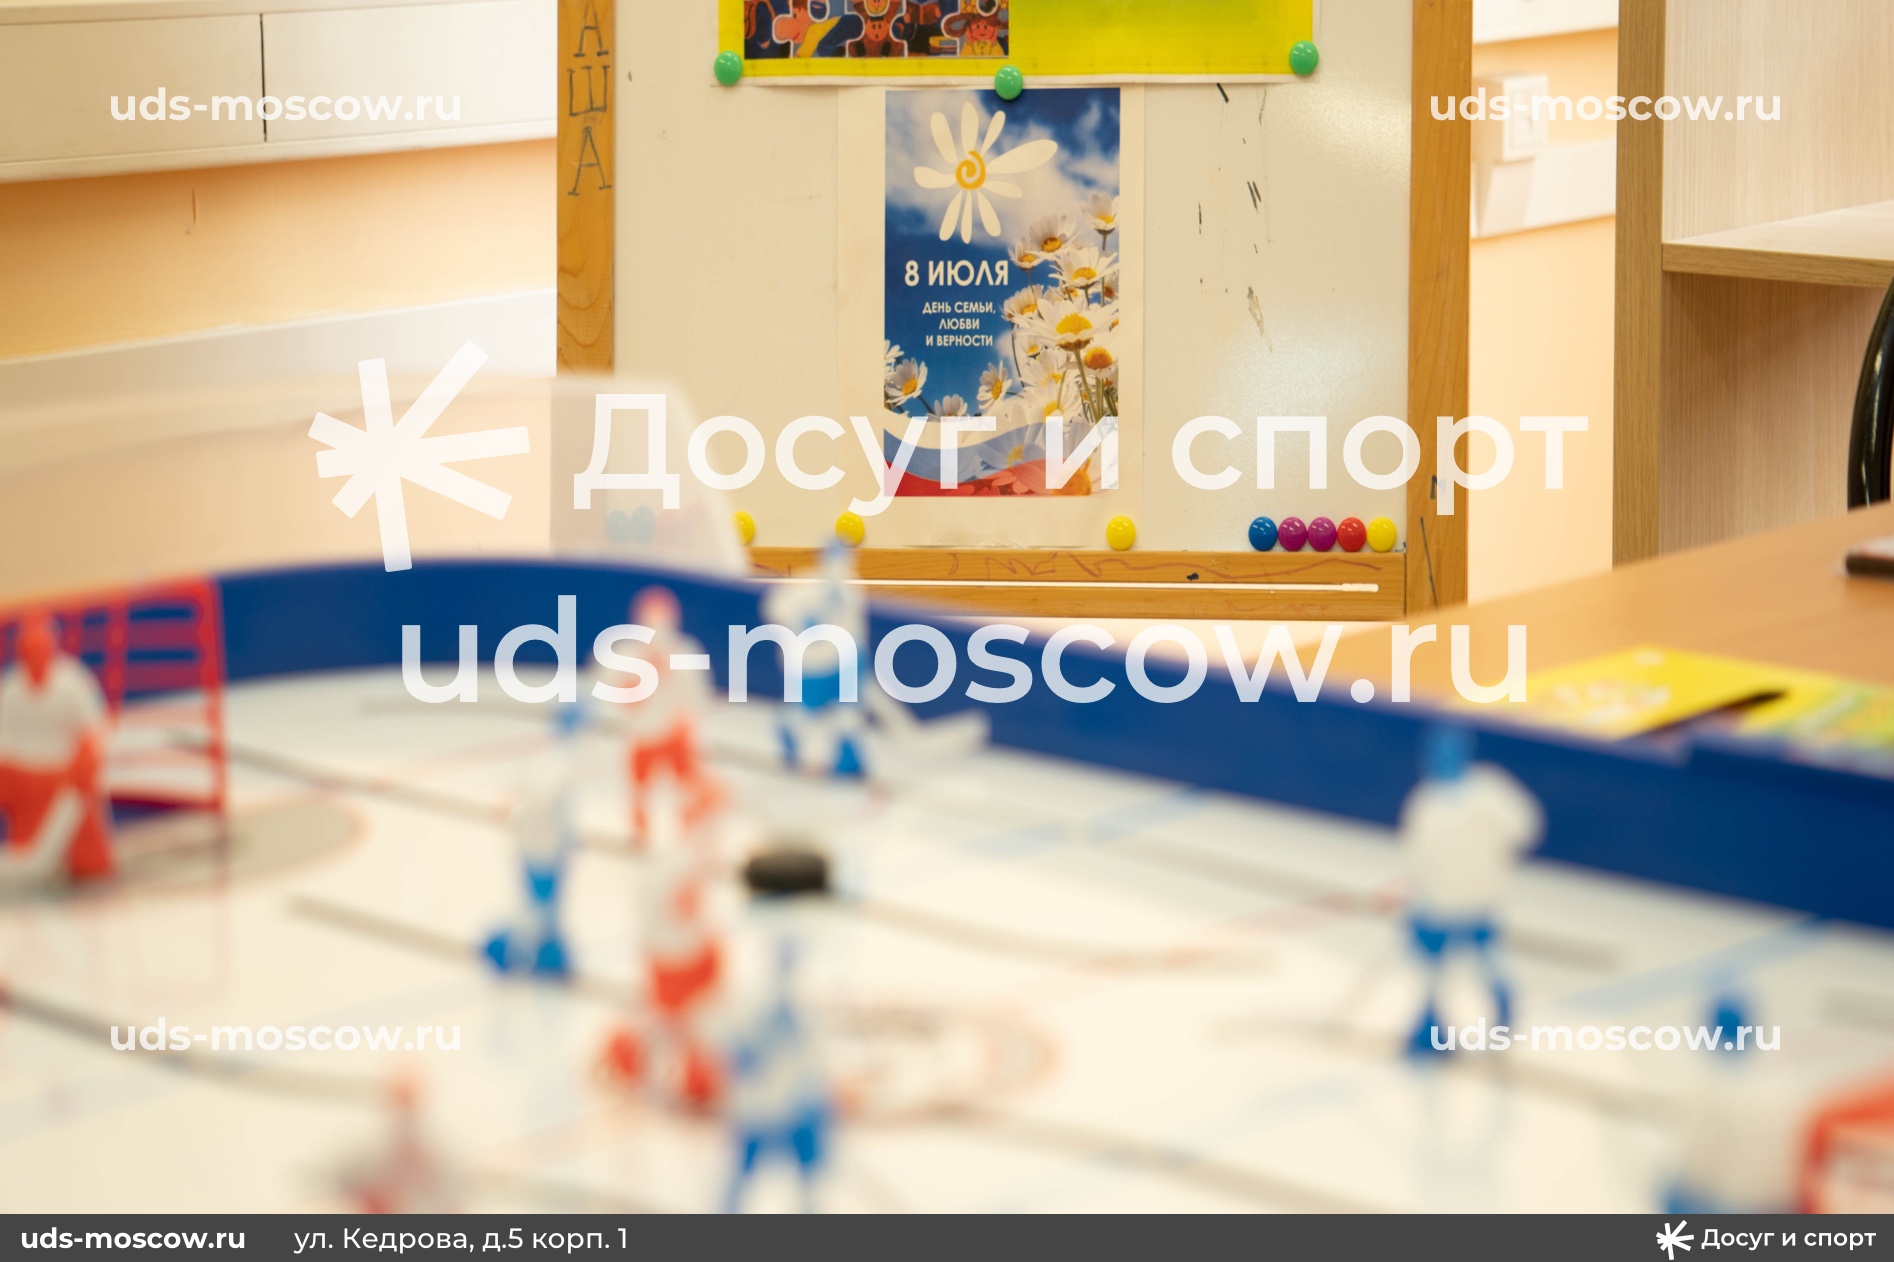 АША
uds-moscow.ru
uds-moscow.ru
8 ИЮЛЯ
ДЕНЬ СЕМЬИ,
ЛЮБВИ
И ВЕРНОСТИ
Досуг и спорт
uds-moscow.ru
uds-moscow.ru
uds-moscow.ru
uds-moscow.ru
ул. Кедрова, д.5 корп. 1
Досуг и спорт